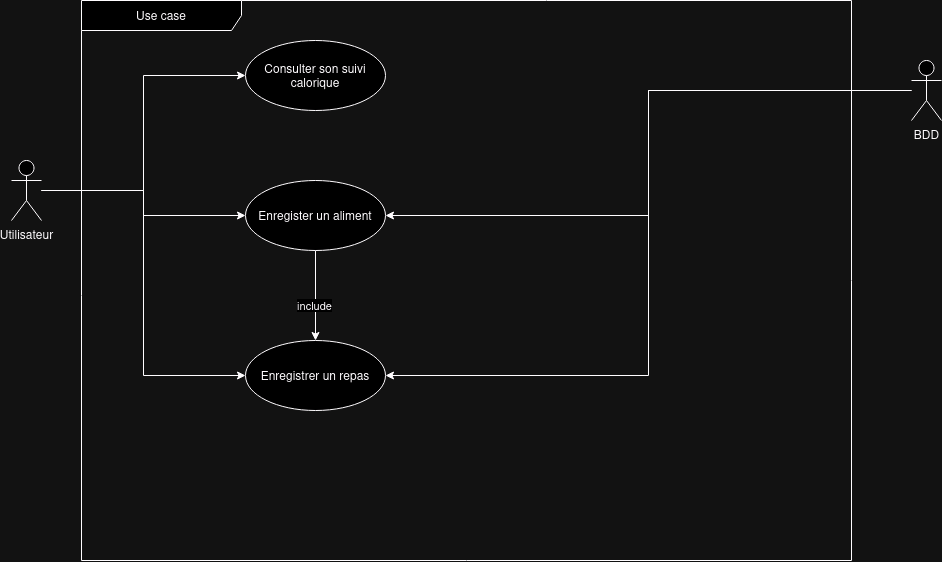 Use case
Consulter son suivi
calorique
BDD
Enregister un aliment
Utilisateur
include
Enregistrer un repas